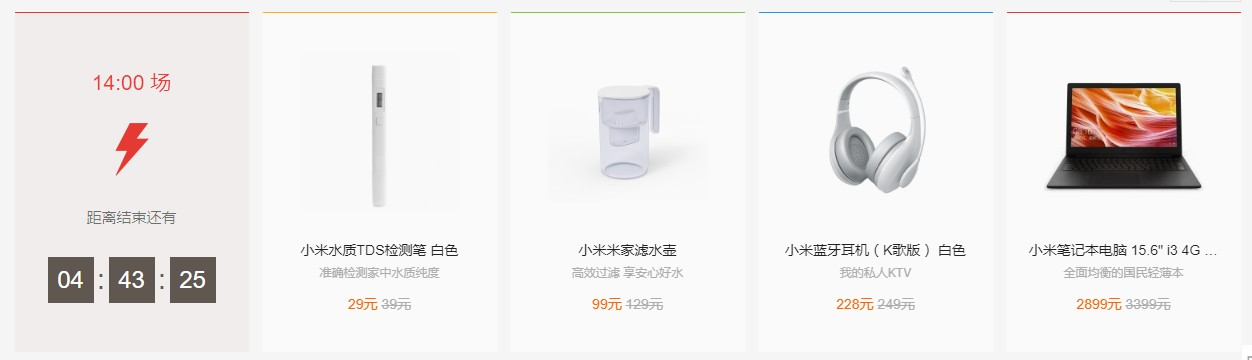 14:00 场
距离结束还有
04 : 43 : 25
小米水质TDS检测笔 白色
准确检测家中水质纯度
29元 39元
小米米家滤水壶
高效过滤 享安心好水
99元 129元
小米蓝牙耳机（K歌版） 白色
我的私人KTV
228元 249元
小米笔记本电脑 15.6" i3 4G ...
全面均衡的国民轻薄本
2899元 3399元